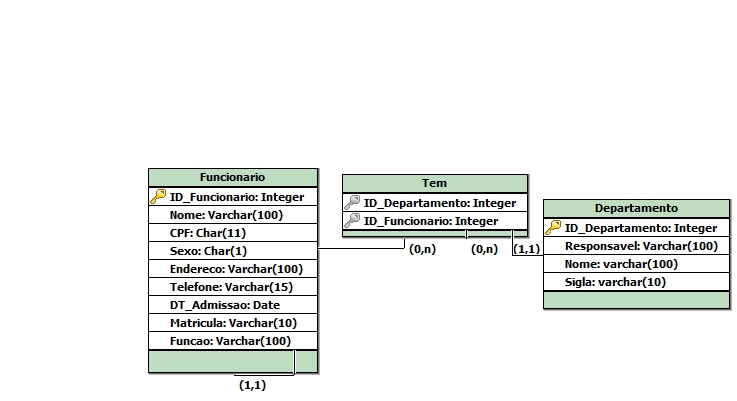 Funcionario
ID_Funcionario: Integer
Nome: Varchar(100)
CPF: Char(11)
Sexo: Char(1)
Endereco: Varchar(100)
Telefone: Varchar(15)
DT_Admissao: Date
Matricula: Varchar(10)
Funcao: Varchar(100)
(1,1)
Tem
ID_Departamento: Integer
ID_Funcionario: Integer
(0,n)
(0,n)
(1,1)
Departamento
ID_Departamento: Integer
Responsavel: Varchar(100)
Nome: varchar(100)
Sigla: varchar(10)